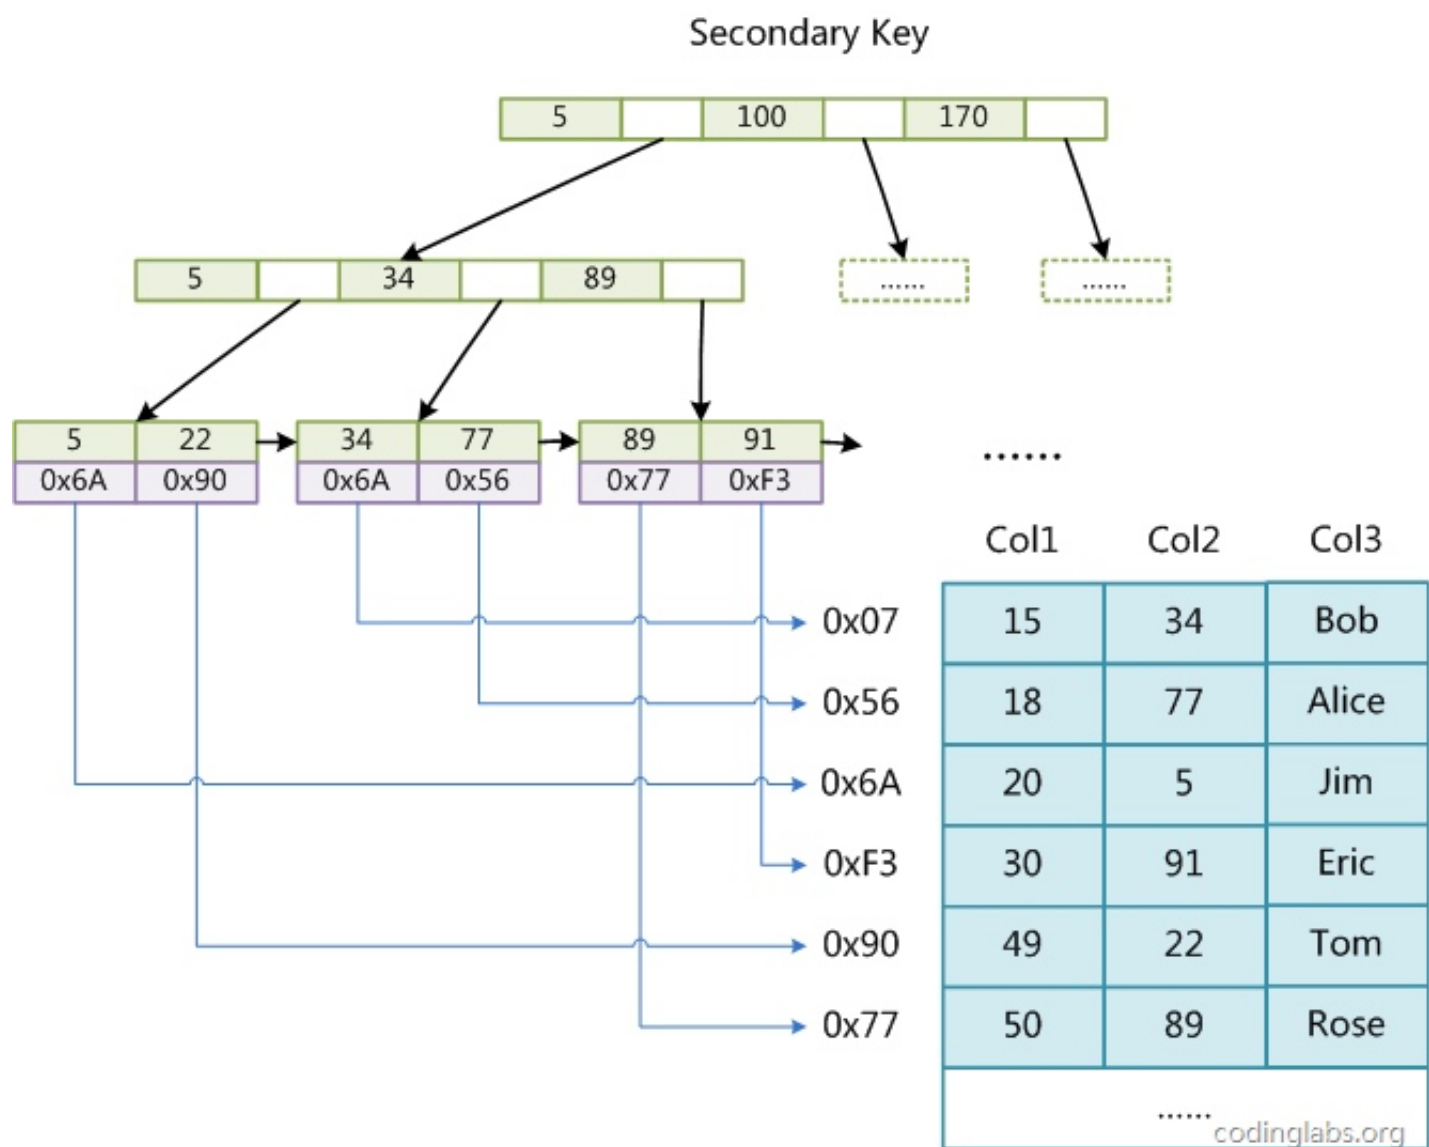 Secondary Key
5 100 170
5 34 89
...... ......
5 22 34 77 89 91
0x6A 0x90 0x6A 0x56 0x77 0xF3
......
Col1 Col2 Col3
0x07 15 34 Bob
0x56 18 77 Alice
0x6A 20 5 Jim
0xF3 30 91 Eric
0x90 49 22 Tom
0x77 50 89 Rose
......
codinglabs.org